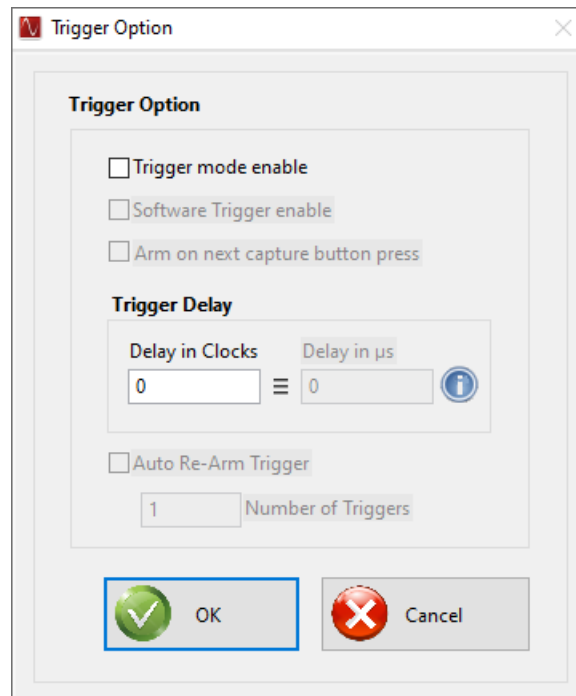 Trigger Option
Trigger Option
Trigger mode enable
Software Trigger enable
Arm on next capture button press
Trigger Delay
Delay in Clocks Delay in µs
0 ≡ 0
Auto Re-Arm Trigger
1 Number of Triggers
OK Cancel